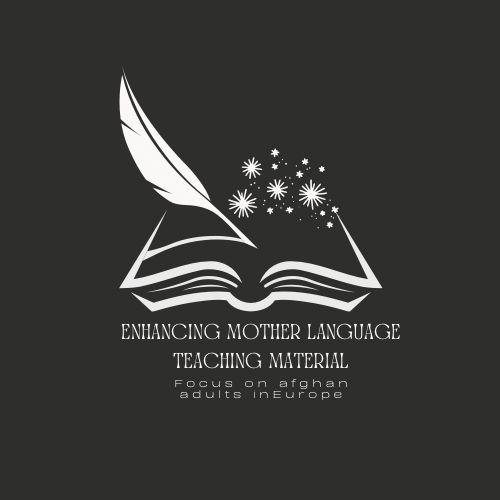 ENHANCING MOTHER LANGUAGE
TEACHING MATERIAL
Focus on afghan
adults inEurope